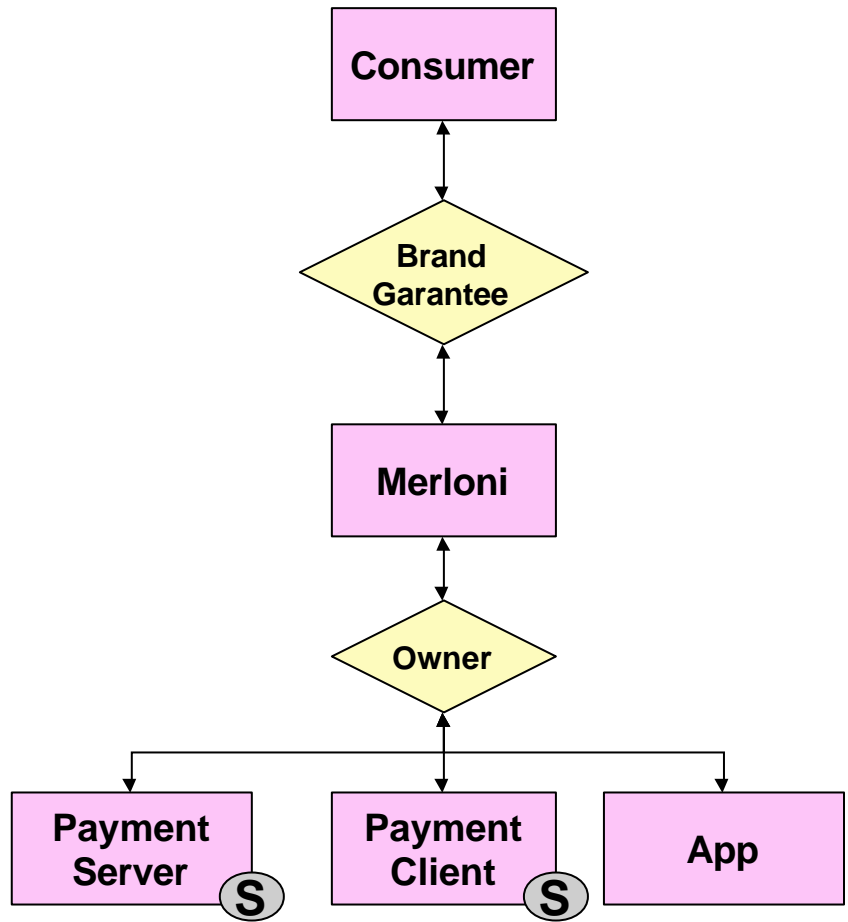 Consumer
Brand
Garantee
Merloni
Owner
Payment
Server
S
Payment
Client
S
App